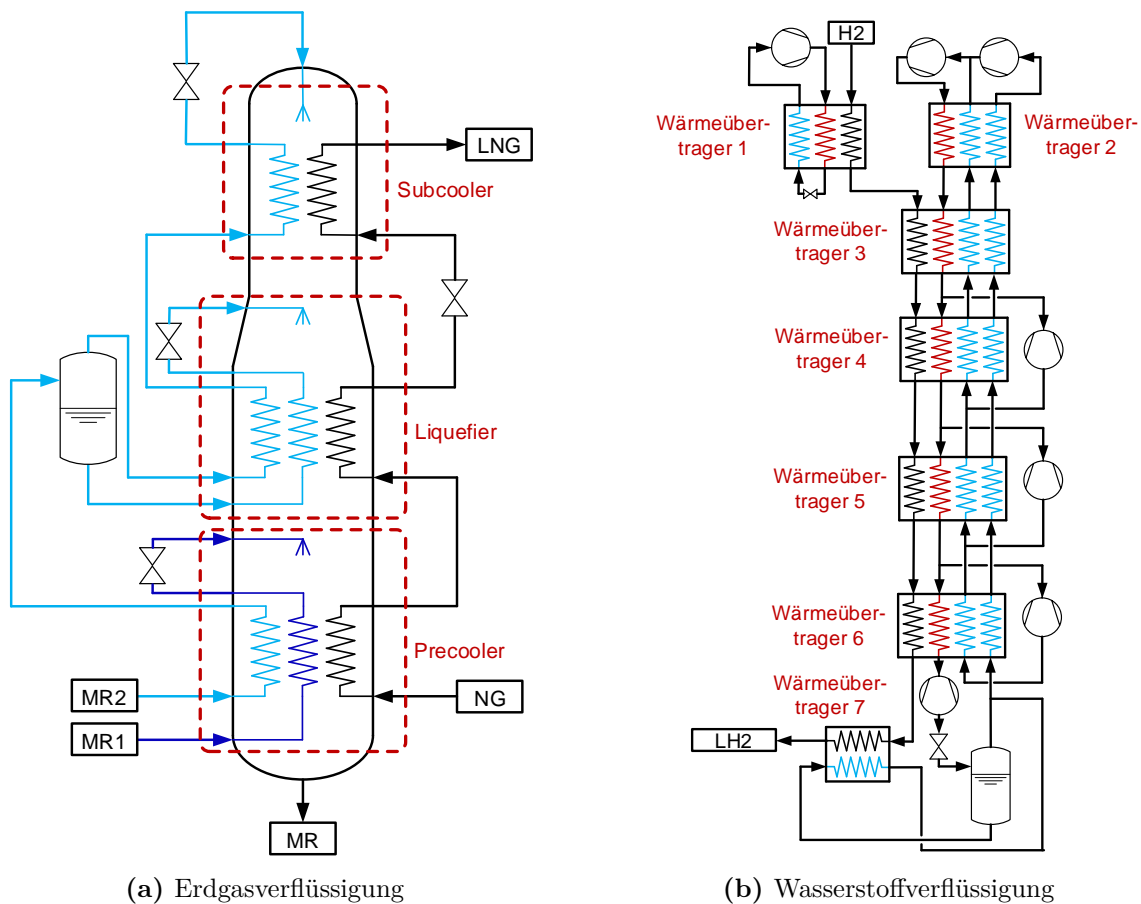 LNG
Subcooler
Liquefier
Precooler
MR2
NG
MR1
MR
(a) Erdgasverflüssigung
H2
Wärmeüber-
trager 1
Wärmeüber-
trager 2
Wärmeüber-
trager 3
Wärmeüber-
trager 4
Wärmeüber-
trager 5
Wärmeüber-
trager 6
Wärmeüber-
trager 7
LH2
(b) Wasserstoffverflüssigung